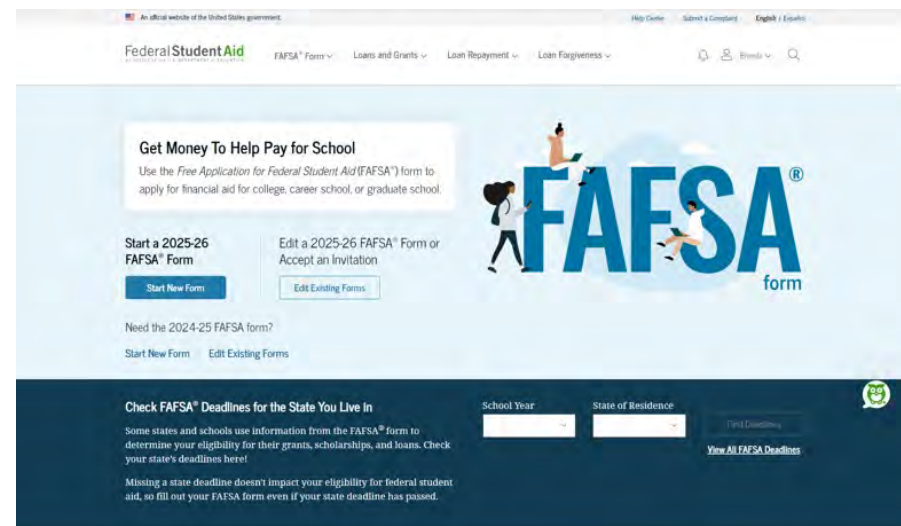 An official website of the United States government.
Help Center Submit a Complaint English | Español
Federal Student Aid
AN OFFICE OF THE U.S. DEPARTMENT OF EDUCATION
FAFSA® Form Loans and Grants Loan Repayment Loan Forgiveness
Get Money To Help Pay for School
Use the Free Application for Federal Student Aid (FAFSA®) form to
apply for financial aid for college, career school, or graduate school.
FAFSA®
form
Start a 2025-26
FAFSA® Form
Start New Form
Edit a 2025-26 FAFSA® Form or
Accept an Invitation
Edit Existing Forms
Need the 2024-25 FAFSA form?
Start New Form Edit Existing Forms
Check FAFSA® Deadlines for the State You Live In
Some states and schools use information from the FAFSA® form to
determine your eligibility for their grants, scholarships, and loans. Check
your state's deadlines here!
Missing a state deadline doesn't impact your eligibility for federal student
aid, so fill out your FAFSA form even if your state deadline has passed.
School Year
State of Residence
Find Deadlines
View All FAFSA Deadlines